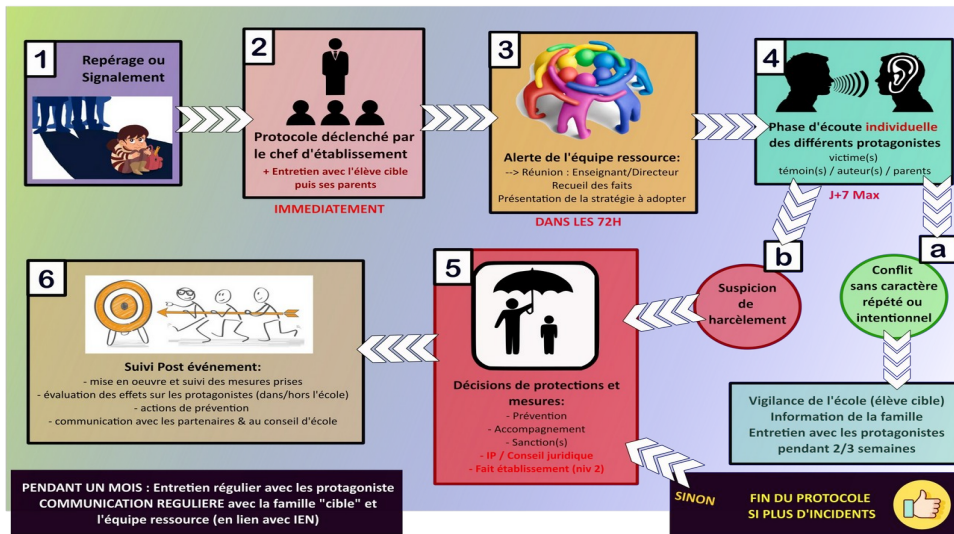 1
Repérage ou
Signalement
2
Protocole déclenché par
le chef d'établissement
+ Entretien avec l'élève cible
puis ses parents
IMMEDIATEMENT
3
Alerte de l'équipe ressource:
--> Réunion : Enseignant/Directeur
Recueil des faits
Présentation de la stratégie à adopter
DANS LES 72H
4
Phase d'écoute individuelle
des différents protagonistes
victime(s)
témoin(s) / auteur(s) / parents
J+7 Max
a
Conflit
sans caractère
répété ou
intentionnel
Vigilance de l'école (élève cible)
Information de la famille
Entretien avec les protagonistes
pendant 2/3 semaines
b
Suspicion
de
harcèlement
5
Décisions de protections et
mesures:
- Prévention
- Accompagnement
- Sanction(s)
- IP / Conseil juridique
- Fait établissement (niv 2)
6
Suivi Post événement:
- mise en oeuvre et suivi des mesures prises
- évaluation des effets sur les protagonistes (dans/hors l'école)
- actions de prévention
- communication avec les partenaires & au conseil d'école
PENDANT UN MOIS : Entretien régulier avec les protagoniste
COMMUNICATION REGULIERE avec la famille "cible" et
l'équipe ressource (en lien avec IEN)
SINON
FIN DU PROTOCOLE
SI PLUS D'INCIDENTS